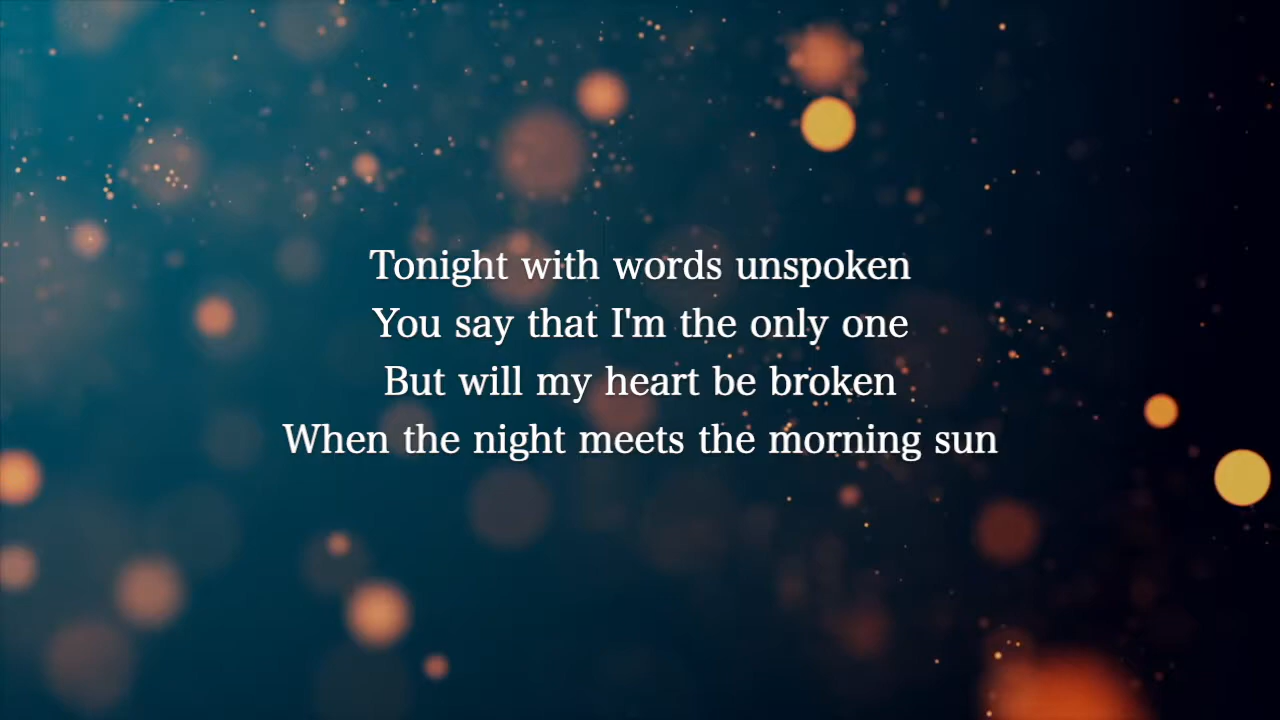 Tonight with words unspoken
You say that I'm the only one
But will my heart be broken
When the night meets the morning sun